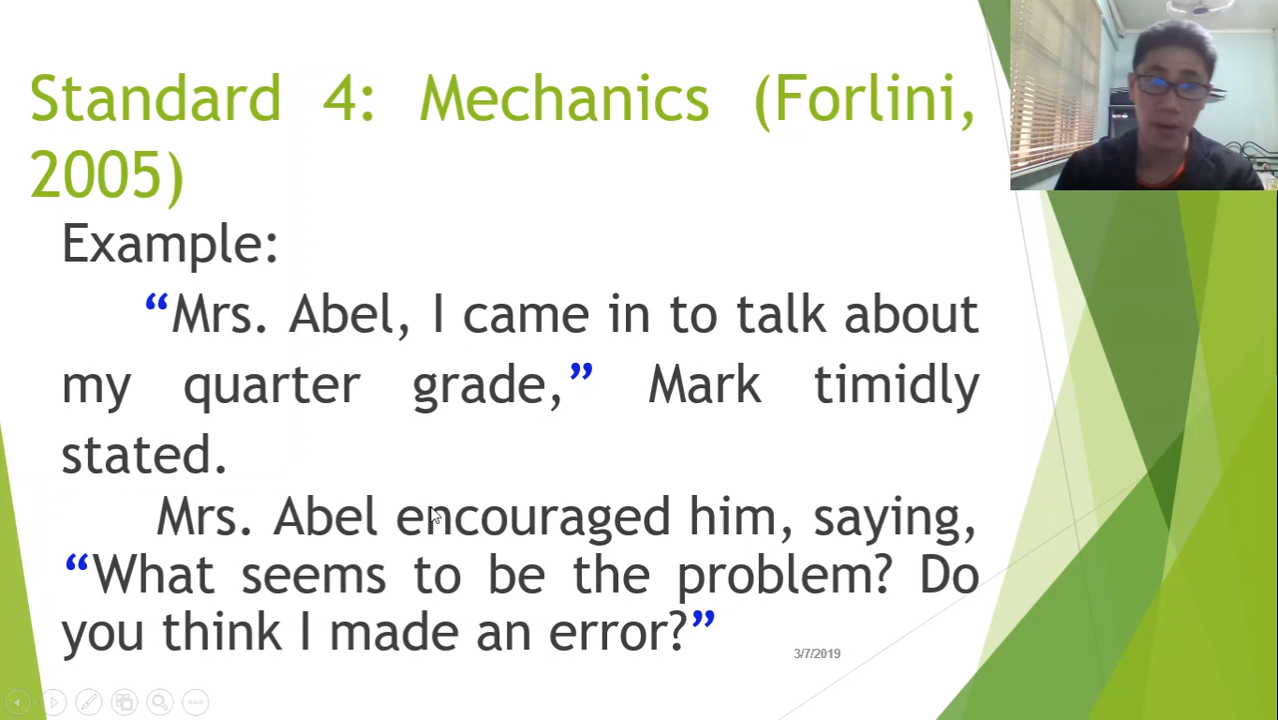 Standard 4: Mechanics (Forlini,
2005)
Example:
“Mrs. Abel, I came in to talk about
my quarter grade,” Mark timidly
stated.
Mrs. Abel encouraged him, saying,
“What seems to be the problem? Do
you think I made an error?”
3/7/2019